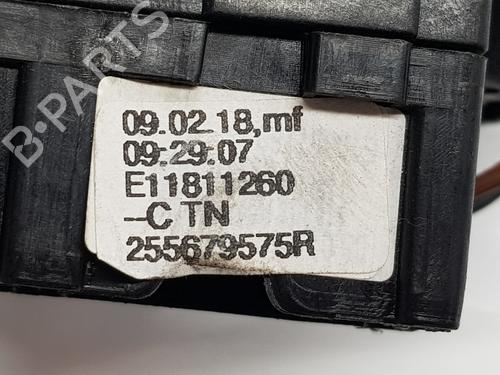 B-PARTS
09.02.18,mf
09:29:07
E11811260
-C TN
255679575R